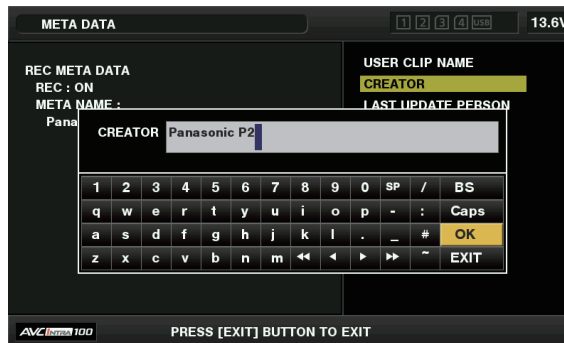 META DATA
1 2 3 4 USB
13.6V
REC META DATA
REC : ON
META NAME :
Pana
USER CLIP NAME
CREATOR
LAST UPDATE PERSON
CREATOR Panasonic P2
1 2 3 4 5 6 7 8 9 0 SP / BS
q w e r t y u i o p - : Caps
a s d f g h j k l . _ # OK
z x c v b n m ◀◀ ◀ ▶ ▶▶ ~ EXIT
AVC INTRA 100
PRESS [EXIT] BUTTON TO EXIT